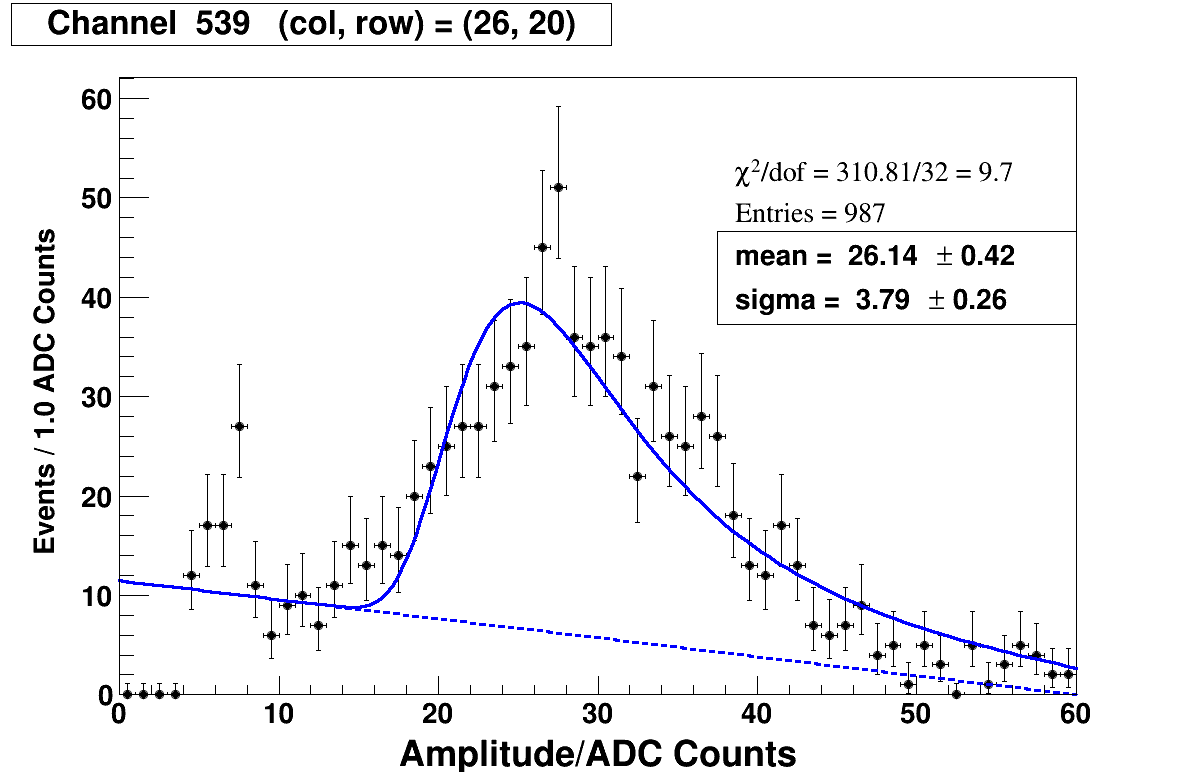 Channel 539 (col, row) = (26, 20)
60
50
40
30
20
10
0
Events / 1.0 ADC Counts
χ²/dof = 310.81/32 = 9.7
Entries = 987
mean = 26.14 ± 0.42
sigma = 3.79 ± 0.26
0 10 20 30 40 50 60
Amplitude/ADC Counts